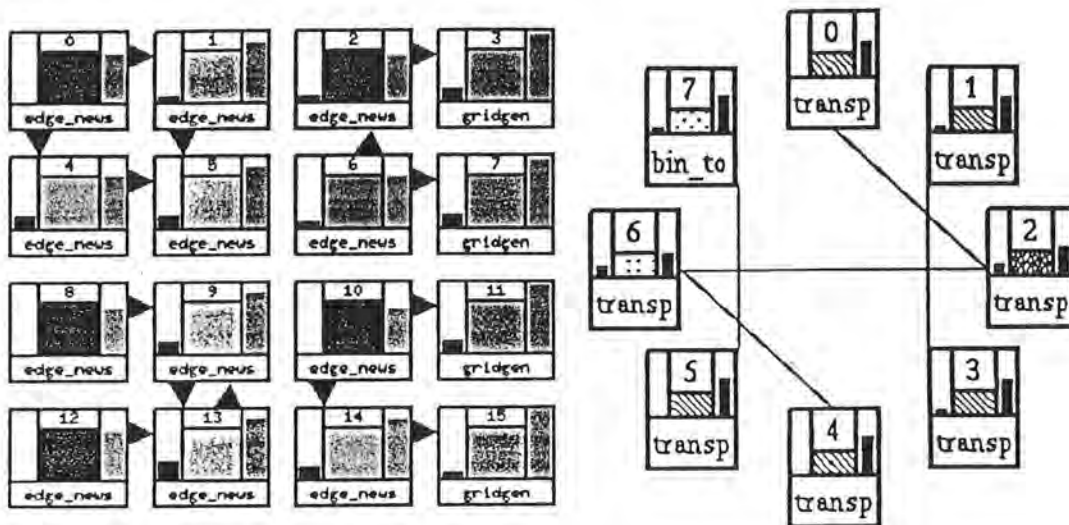 0 1 2 3
edge_news edge_news edge_news gridgen
4 5 6 7
edge_news edge_news edge_news gridgen
8 9 10 11
edge_news edge_news edge_news gridgen
12 13 14 15
edge_news edge_news edge_news gridgen
0
transp
1
transp
2
transp
3
transp
4
transp
5
transp
6
transp
7
bin_to